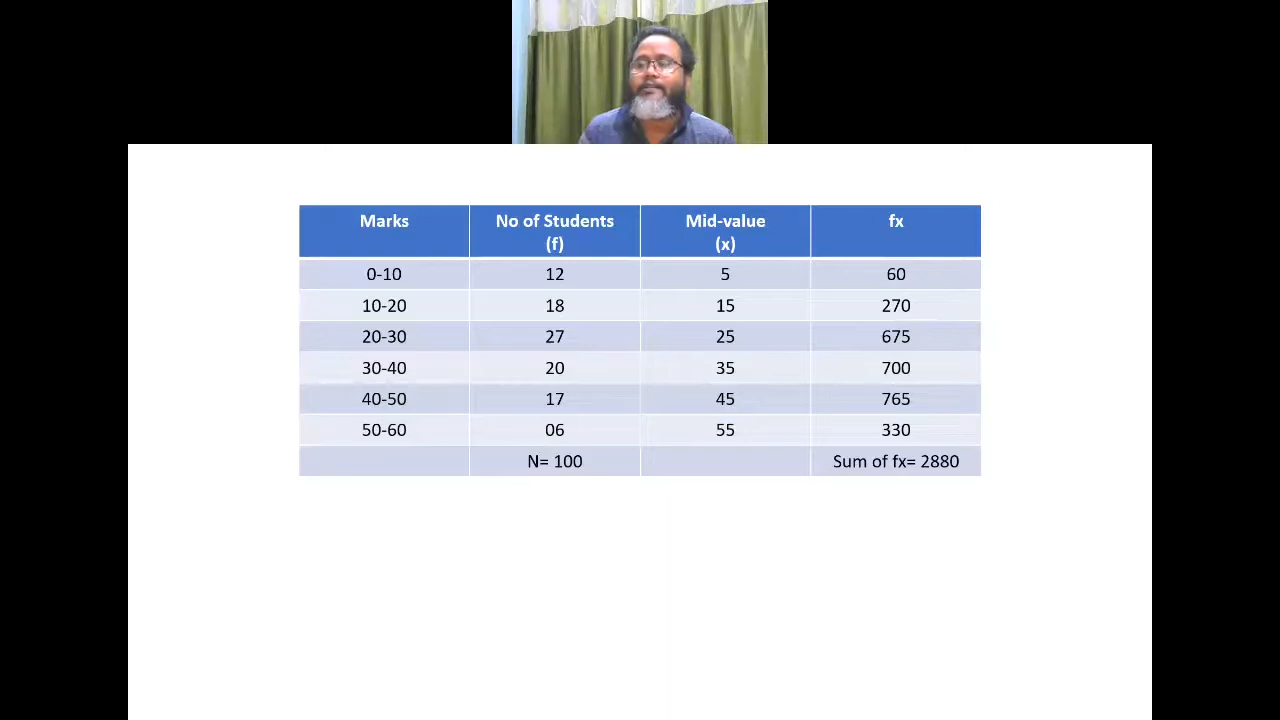 Marks No of Students Mid-value fx
(f) (x)
0-10 12 5 60
10-20 18 15 270
20-30 27 25 675
30-40 20 35 700
40-50 17 45 765
50-60 06 55 330
N= 100 Sum of fx= 2880